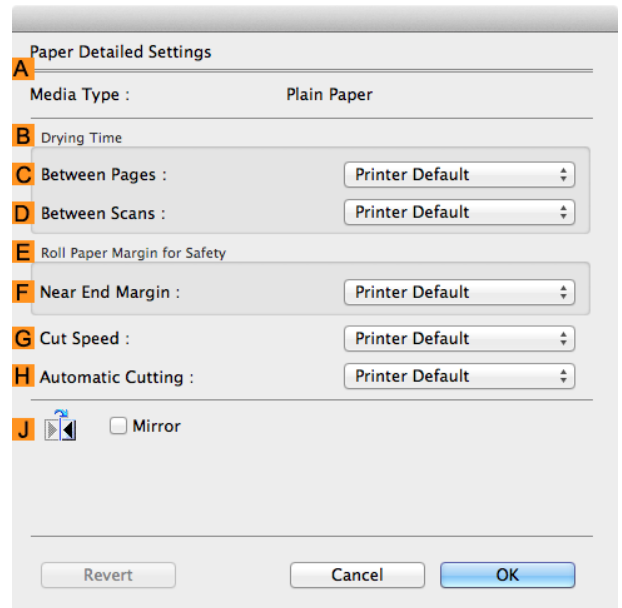 Paper Detailed Settings
A
Media Type : Plain Paper
B Drying Time
C Between Pages : Printer Default
D Between Scans : Printer Default
E Roll Paper Margin for Safety
F Near End Margin : Printer Default
G Cut Speed : Printer Default
H Automatic Cutting : Printer Default
J Mirror
Revert Cancel OK